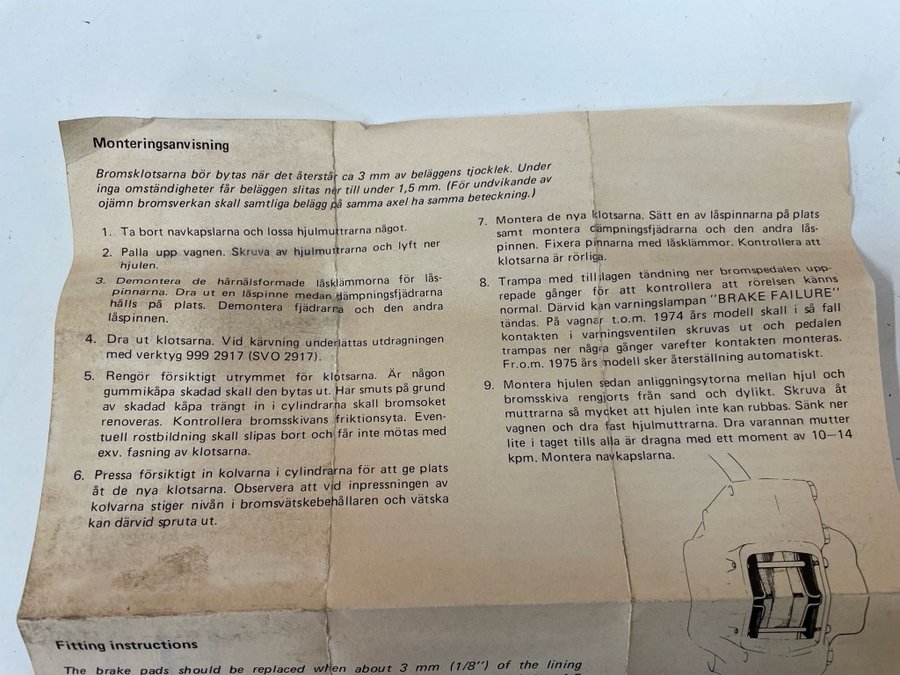 Monteringsanvisning
Bromsklotsarna bör bytas när det återstår ca 3 mm av beläggens tjocklek. Under
inga omständigheter får beläggen slitas ner till under 1,5 mm. (För undvikande av
ojämn bromsverkan skall samtliga belägg på samma axel ha samma beteckning.)
1. Ta bort navkapslarna och lossa hjulmuttrarna något.
2. Palla upp vagnen. Skruva av hjulmuttrarna och lyft ner
hjulen.
3. Demontera de hårnålsformade låsklämmorna för lås-
pinnarna. Dra ut en låspinne medan dämpningsfjädrarna
hålls på plats. Demontera fjädrarna och den andra
låspinnen.
4. Dra ut klotsarna. Vid kärvning underlättas utdragningen
med verktyg 999 2917 (SVO 2917).
5. Rengör försiktigt utrymmet för klotsarna. Är någon
gummikåpa skadad skall den bytas ut. Har smuts på grund
av skadad kåpa trängt in i cylindrarna skall bromsoket
renoveras. Kontrollera bromsskivans friktionsyta. Even-
tuell rostbildning skall slipas bort och får inte mötas med
exv. fasning av klotsarna.
6. Pressa försiktigt in kolvarna i cylindrarna för att ge plats
åt de nya klotsarna. Observera att vid inpressningen av
kolvarna stiger nivån i bromsvätskebehållaren och vätska
kan därvid spruta ut.
7. Montera de nya klotsarna. Sätt en av låspinnarna på plats
samt montera dämpningsfjädrarna och den andra lås-
pinnen. Fixera pinnarna med låsklämmor. Kontrollera att
klotsarna är rörliga.
8. Trampa med tillslagen tändning ner bromspedalen upp-
repade gånger för att kontrollera att rörelsen känns
normal. Därvid kan varningslampan "BRAKE FAILURE"
tändas. På vagnar t.o.m. 1974 års modell skall i så fall
kontakten i varningsventilen skruvas ut och pedalen
trampas ner några gånger varefter kontakten monteras.
Fr.o.m. 1975 års modell sker återställning automatiskt.
9. Montera hjulen sedan anliggningsytorna mellan hjul och
bromsskiva rengjorts från sand och dylikt. Skruva åt
muttrarna så mycket att hjulen inte kan rubbas. Sänk ner
vagnen och dra fast hjulmuttrarna. Dra varannan mutter
lite i taget tills alla är dragna med ett moment av 10–14
kpm. Montera navkapslarna.
Fitting instructions
The brake pads should be replaced when about 3 mm (1/8") of the lining